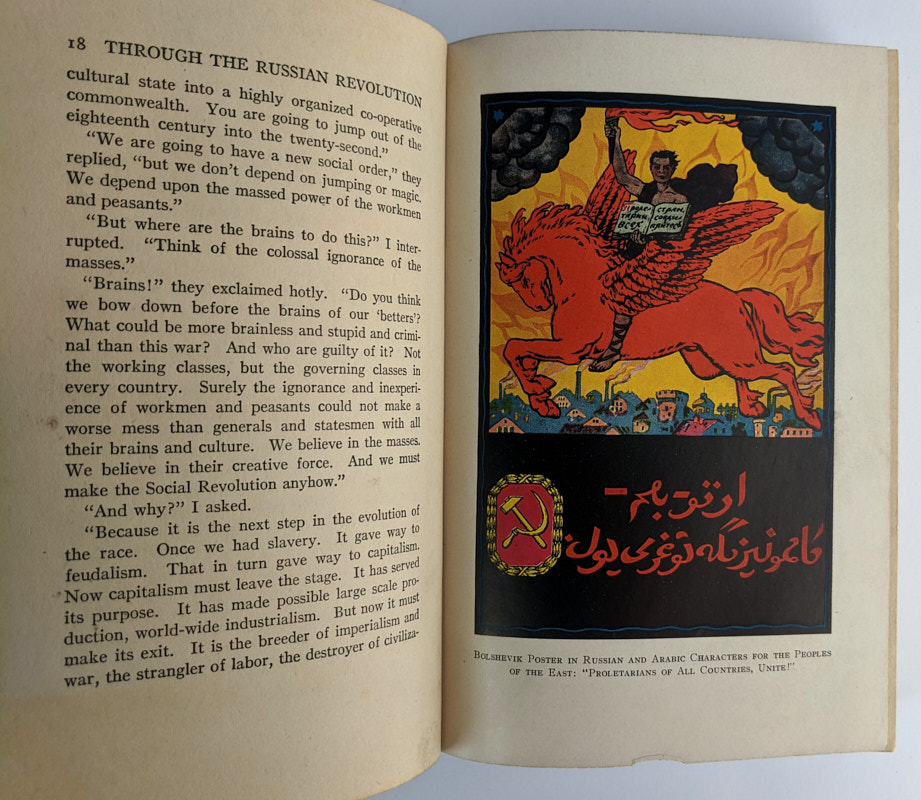 18 THROUGH THE RUSSIAN REVOLUTION
cultural state into a highly organized co-operative
commonwealth. You are going to jump out of the
eighteenth century into the twenty-second."
"We are going to have a new social order," they
replied, "but we don't depend on jumping or magic.
We depend upon the massed power of the workmen
and peasants."
"But where are the brains to do this?" I inter-
rupted. "Think of the colossal ignorance of the
masses."
"Brains!" they exclaimed hotly. "Do you think
we bow down before the brains of our 'betters'?
What could be more brainless and stupid and crimi-
nal than this war? And who are guilty of it? Not
the working classes, but the governing classes in
every country. Surely the ignorance and inexperi-
ence of workmen and peasants could not make a
worse mess than generals and statesmen with all
their brains and culture. We believe in the masses.
We believe in their creative force. And we must
make the Social Revolution anyhow."
"And why?" I asked.
"Because it is the next step in the evolution of
the race. Once we had slavery. It gave way to
feudalism. That in turn gave way to capitalism.
Now capitalism must leave the stage. It has served
its purpose. It has made possible large scale pro-
duction, world-wide industrialism. But now it must
make its exit. It is the breeder of imperialism and
war, the strangler of labor, the destroyer of civiliza-
Проле-
тарии
всех
стран,
соеди-
няйтесь
بلم –
توغرى يول
BOLSHEVIK POSTER IN RUSSIAN AND ARABIC CHARACTERS FOR THE PEOPLES
OF THE EAST: "PROLETARIANS OF ALL COUNTRIES, UNITE!"